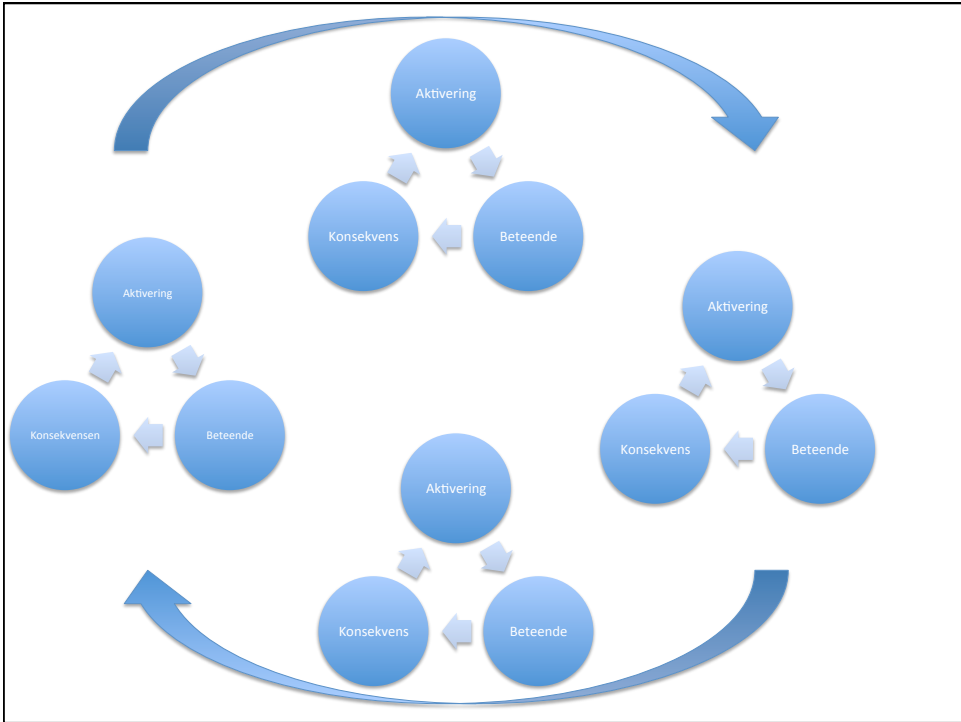 Aktivering
Konsekvens
Beteende
Aktivering
Konsekvensen
Beteende
Aktivering
Konsekvens
Beteende
Aktivering
Konsekvens
Beteende